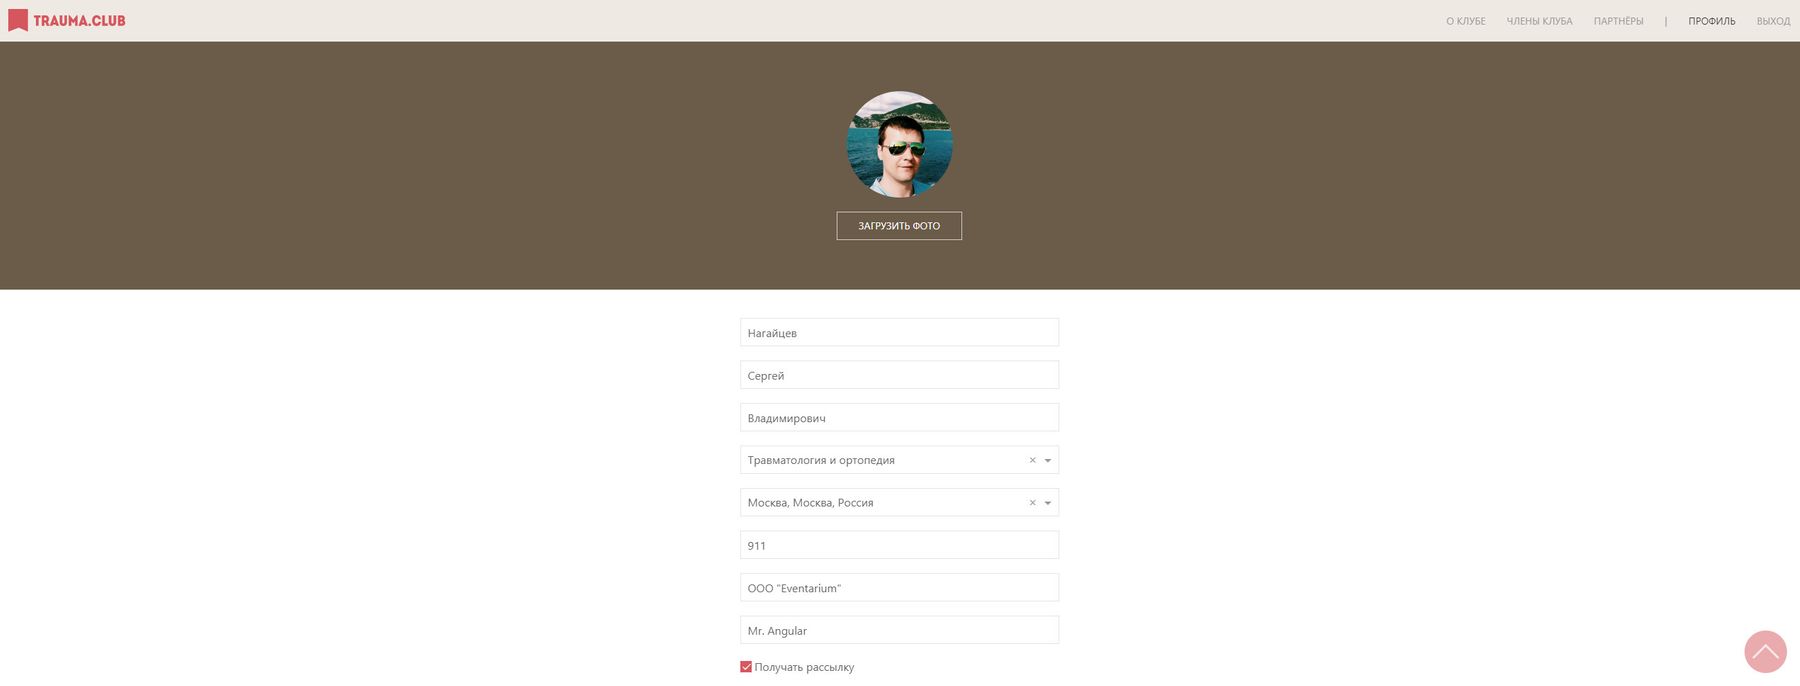 TRAUMA.CLUB
О КЛУБЕ ЧЛЕНЫ КЛУБА ПАРТНЁРЫ | ПРОФИЛЬ ВЫХОД
ЗАГРУЗИТЬ ФОТО
Нагайцев
Сергей
Владимирович
Травматология и ортопедия ×
Москва, Москва, Россия ×
911
ООО "Eventarium"
Mr. Angular
Получать рассылку